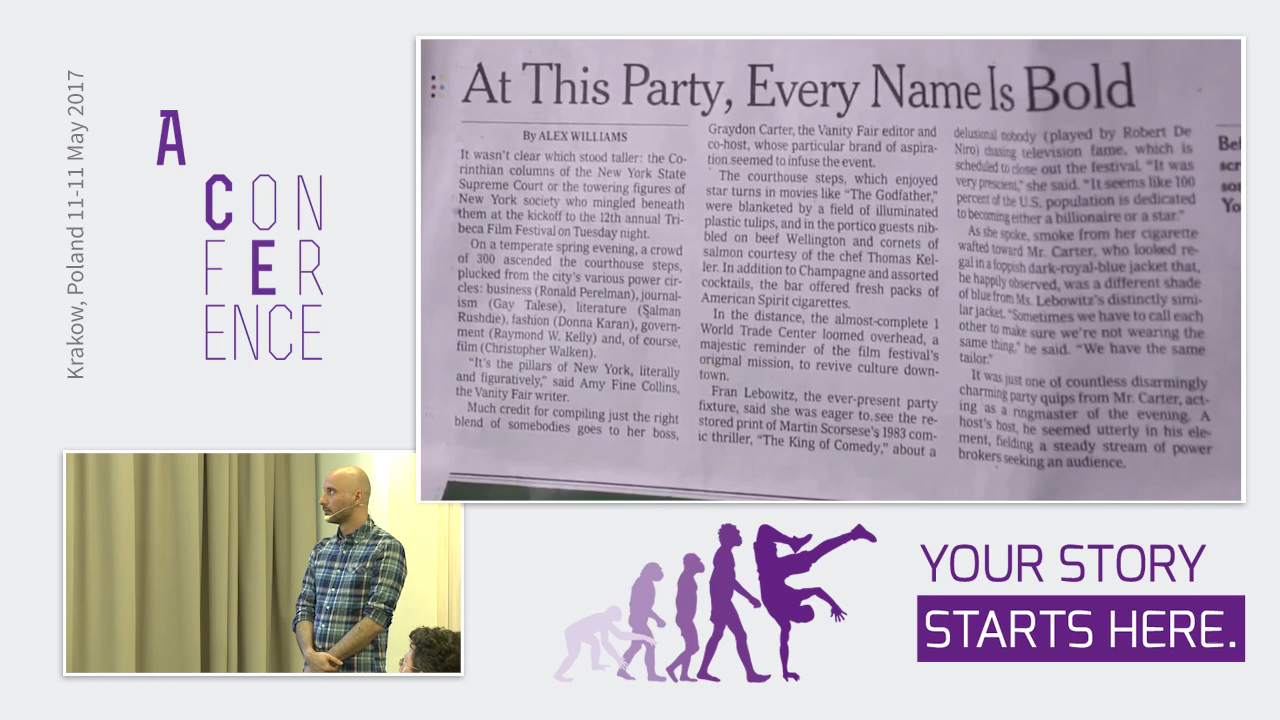 Krakow, Poland 11-11 May 2017
A
CON
FER
ENCE
At This Party, Every Name Is Bold
By ALEX WILLIAMS
It wasn't clear which stood taller: the Co-
rinthian columns of the New York State
Supreme Court or the towering figures of
New York society who mingled beneath
them at the kickoff to the 12th annual Tri-
beca Film Festival on Tuesday night.
On a temperate spring evening, a crowd
of 300 ascended the courthouse steps,
plucked from the city's various power cir-
cles: business (Ronald Perelman), journal-
ism (Gay Talese), literature (Salman
Rushdie), fashion (Donna Karan), govern-
ment (Raymond W. Kelly) and, of course,
film (Christopher Walken).
"It's the pillars of New York, literally
and figuratively," said Amy Fine Collins,
the Vanity Fair writer.
Much credit for compiling just the right
blend of somebodies goes to her boss,
Graydon Carter, the Vanity Fair editor and
co-host, whose particular brand of aspira-
tion seemed to infuse the event.
The courthouse steps, which enjoyed
star turns in movies like "The Godfather,"
were blanketed by a field of illuminated
plastic tulips, and in the portico guests nib-
bled on beef Wellington and cornets of
salmon courtesy of the chef Thomas Kel-
ler. In addition to Champagne and assorted
cocktails, the bar offered fresh packs of
American Spirit cigarettes.
In the distance, the almost-complete 1
World Trade Center loomed overhead, a
majestic reminder of the film festival's
original mission, to revive culture down-
town.
Fran Lebowitz, the ever-present party
fixture, said she was eager to see the re-
stored print of Martin Scorsese's 1983 com-
ic thriller, "The King of Comedy," about a
delusional nobody (played by Robert De
Niro) chasing television fame, which is
scheduled to close out the festival. "It was
very prescient," she said. "It seems like 100
percent of the U.S. population is dedicated
to becoming either a billionaire or a star."
As she spoke, smoke from her cigarette
wafted toward Mr. Carter, who looked re-
gal in a foppish dark-royal-blue jacket that,
he happily observed, was a different shade
of blue from Ms. Lebowitz's distinctly simi-
lar jacket. "Sometimes we have to call each
other to make sure we're not wearing the
same thing," he said. "We have the same
tailor."
It was just one of countless disarmingly
charming party quips from Mr. Carter, act-
ing as a ringmaster of the evening. A
host's host, he seemed utterly in his ele-
ment, fielding a steady stream of power
brokers seeking an audience.
YOUR STORY
STARTS HERE.